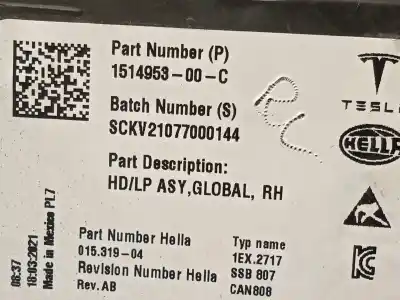 Part Number (P)
1514953-00-C
Batch Number (S)
SCKV21077000144
Part Description:
HD/LP ASY,GLOBAL, RH
TESL
HELLA
08:37
18:03:2021
Made in Mexico PL7
Part Number Hella
015.319-04
Revision Number Hella
Rev.AB
Typ name
1EX.2717
SSB 807
CAN808